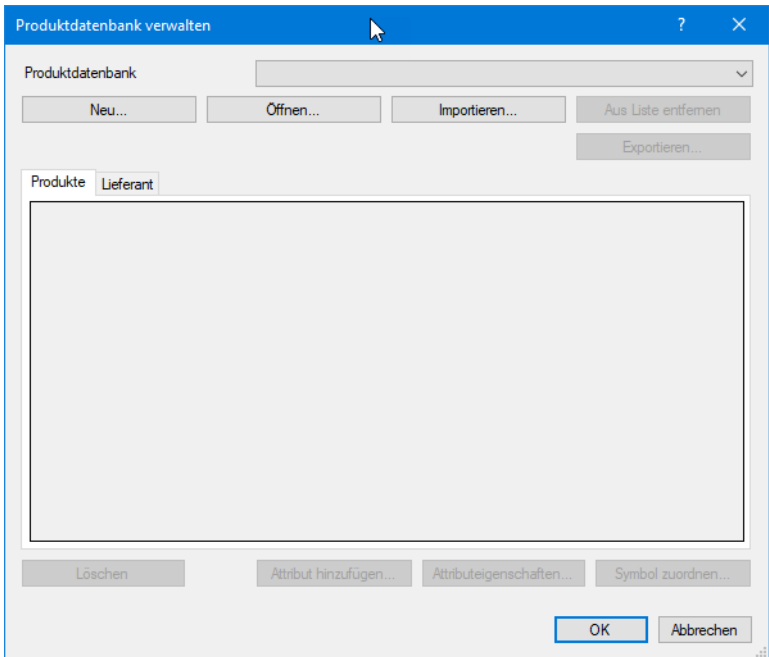 Produktdatenbank verwalten
Produktdatenbank
Neu... Öffnen... Importieren... Aus Liste entfernen
Exportieren...
Produkte Lieferant
Löschen Attribut hinzufügen... Attributeigenschaften... Symbol zuordnen...
OK Abbrechen